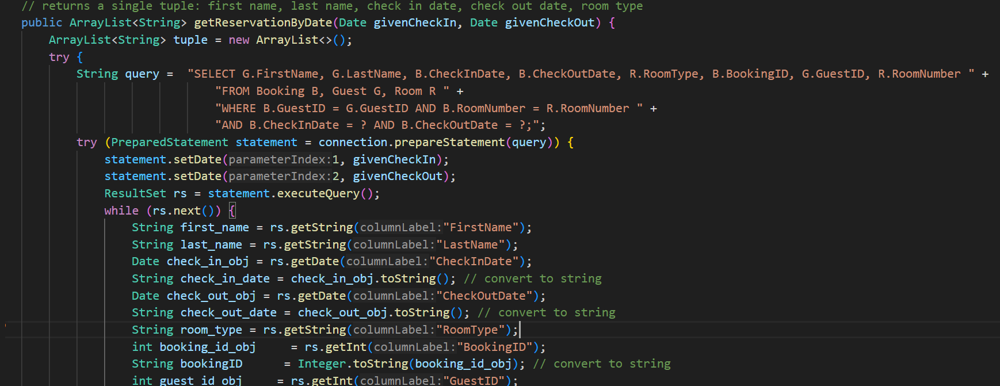 // returns a single tuple: first name, last name, check in date, check out date, room type
public ArrayList<String> getReservationByDate(Date givenCheckIn, Date givenCheckOut) {
    ArrayList<String> tuple = new ArrayList<>();
    try {
        String query =  "SELECT G.FirstName, G.LastName, B.CheckInDate, B.CheckOutDate, R.RoomType, B.BookingID, G.GuestID, R.RoomNumber " +
                            "FROM Booking B, Guest G, Room R " +
                            "WHERE B.GuestID = G.GuestID AND B.RoomNumber = R.RoomNumber " +
                            "AND B.CheckInDate = ? AND B.CheckOutDate = ?;";
        try (PreparedStatement statement = connection.prepareStatement(query)) {
            statement.setDate(parameterIndex:1, givenCheckIn);
            statement.setDate(parameterIndex:2, givenCheckOut);
            ResultSet rs = statement.executeQuery();
            while (rs.next()) {
                String first_name = rs.getString(columnLabel:"FirstName");
                String last_name = rs.getString(columnLabel:"LastName");
                Date check_in_obj = rs.getDate(columnLabel:"CheckInDate");
                String check_in_date = check_in_obj.toString(); // convert to string
                Date check_out_obj = rs.getDate(columnLabel:"CheckOutDate");
                String check_out_date = check_out_obj.toString(); // convert to string
                String room_type = rs.getString(columnLabel:"RoomType");
                int booking_id_obj     = rs.getInt(columnLabel:"BookingID");
                String bookingID      = Integer.toString(booking_id_obj); // convert to string
                int guest_id_obj     = rs.getInt(columnLabel:"GuestID");